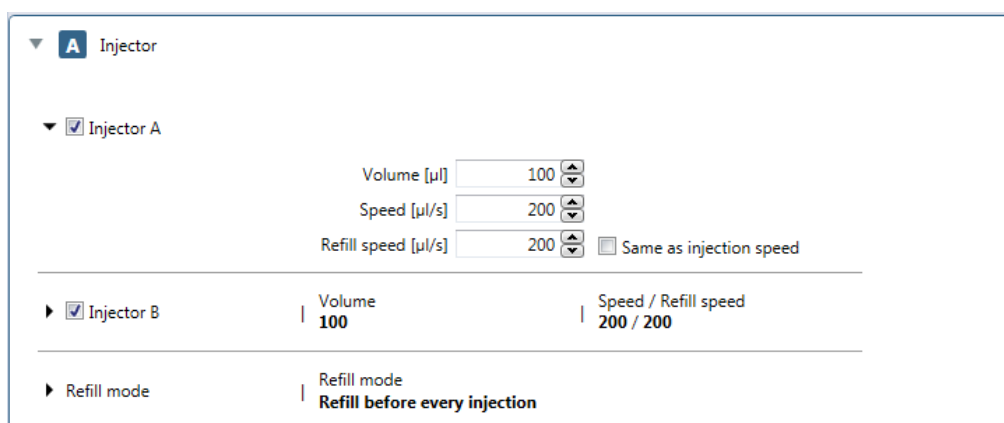 A Injector
Injector A
Volume [µl] 100
Speed [µl/s] 200
Refill speed [µl/s] 200 Same as injection speed
Injector B | Volume | Speed / Refill speed
100 200 / 200
Refill mode | Refill mode
Refill before every injection